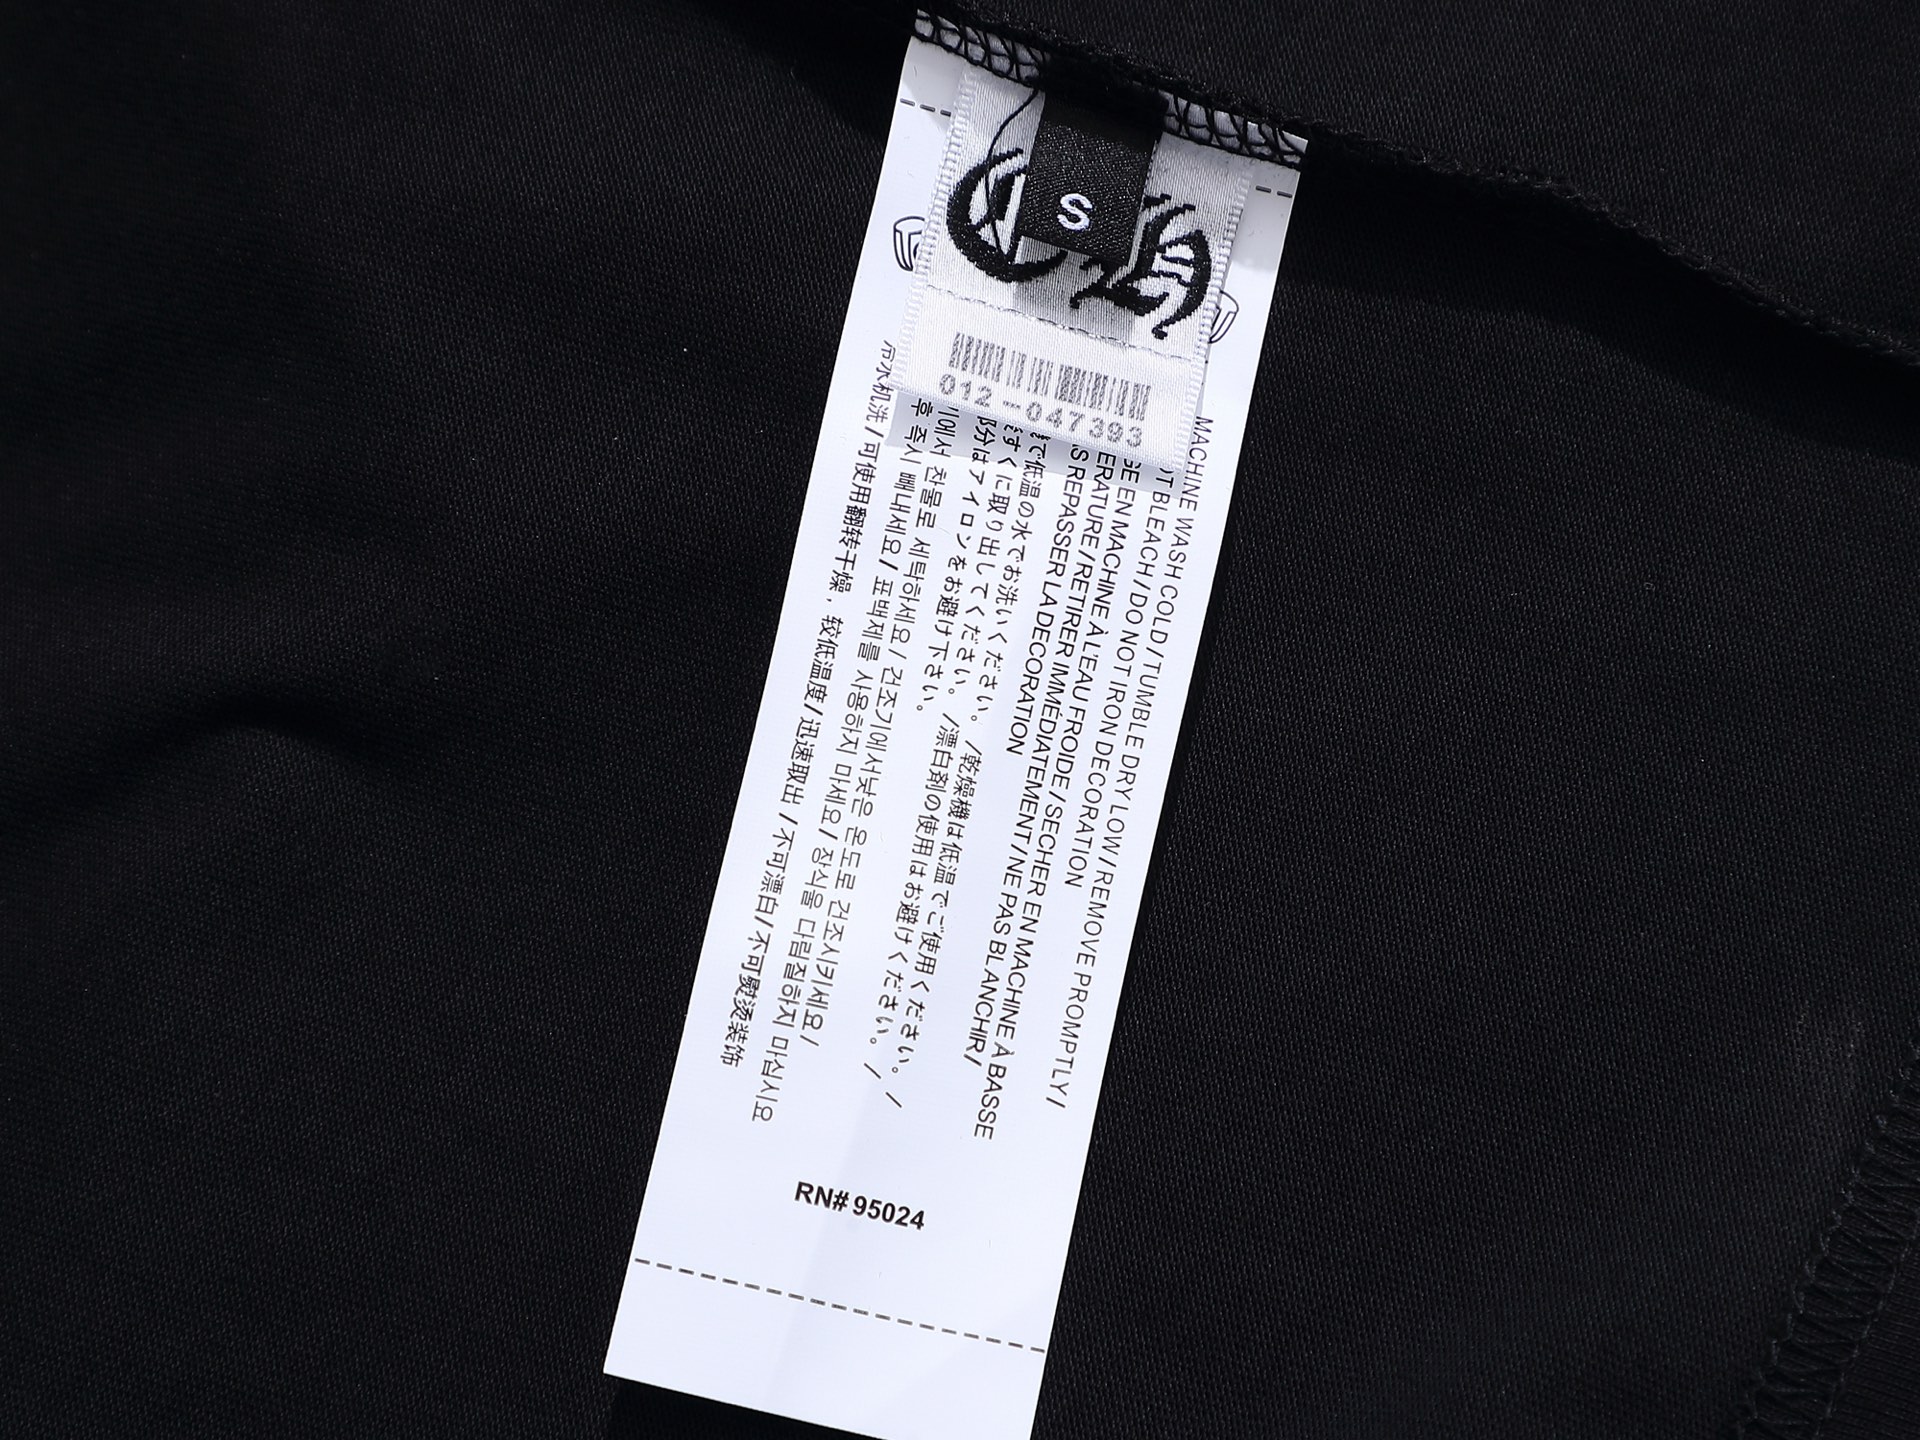 S
012-047393
MACHINE WASH COLD/TUMBLE DRY LOW/REMOVE PROMPTLY/
BLEACH/DO NOT IRON DECORATION
EN MACHINE À L'EAU FROIDE/SECHER EN MACHINE À BASSE
/RETIRER IMMÉDIATEMENT/NE PAS BLANCHIR/
REPASSER LA DECORATION
で低温の水でお洗いください。/乾燥機は低温でご使用ください。/
すぐに取り出してください。/漂白剤の使用はお避けください。/
部分はアイロンをお避け下さい。
찬물로 세탁하세요/ 건조기에서낮은 온도로 건조시키세요/
후 즉시 빼내세요/ 표백제를 사용하지 마세요/ 장식을 다림질하지 마십시요
水机洗/可使用翻转干燥，较低温度/迅速取出/不可漂白/不可熨烫装饰
RN# 95024